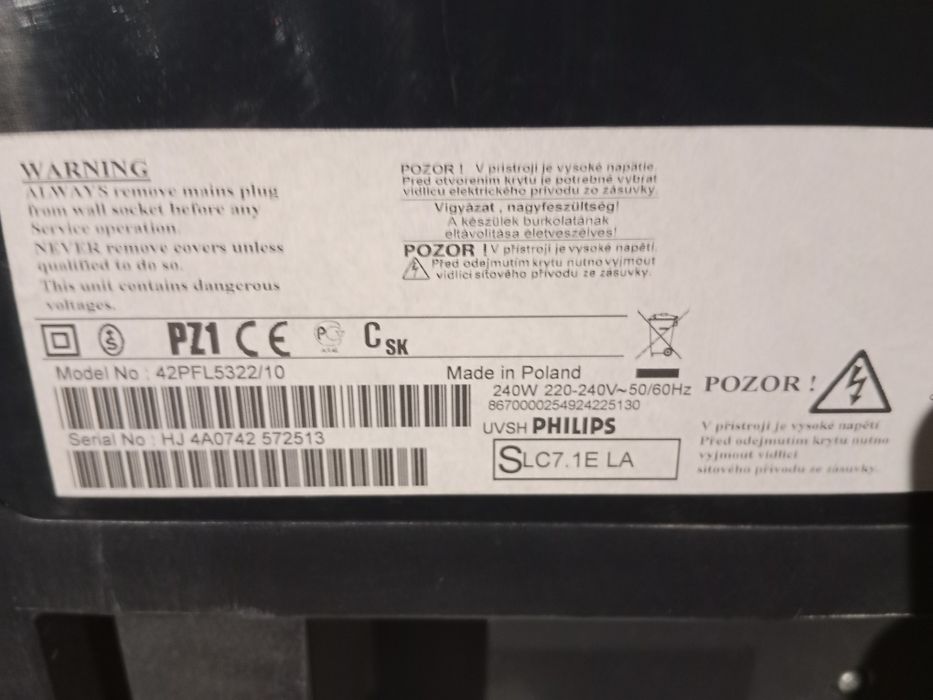 WARNING
ALWAYS remove mains plug
from wall socket before any
Service operation.
NEVER remove covers unless
qualified to do so.
This unit contains dangerous
voltages.
POZOR ! V prístroji je vysoké napätie.
Pred otvorením krytu je potrebné vybrat
vidlicu elektrického prívodu zo zásuvky.
Vigyázat, nagyfeszültség!
A készülék burkolatának
eltávolítása életveszélyes!
POZOR ! V přístroji je vysoké napětí.
Před odejmutím krytu nutno vyjmout
vidlici síťového přívodu ze zásuvky.
S PZ1 CE PC C SK
Model No : 42PFL5322/10
Serial No : HJ 4A0742 572513
Made in Poland
240W 220-240V~50/60Hz
8670000254924225130
UVSH PHILIPS
SLC7.1E LA
POZOR !
V přístroji je vysoké napětí
Před odejmutím krytu nutno
vyjmout vidlici
síťového přívodu ze zásuvky.